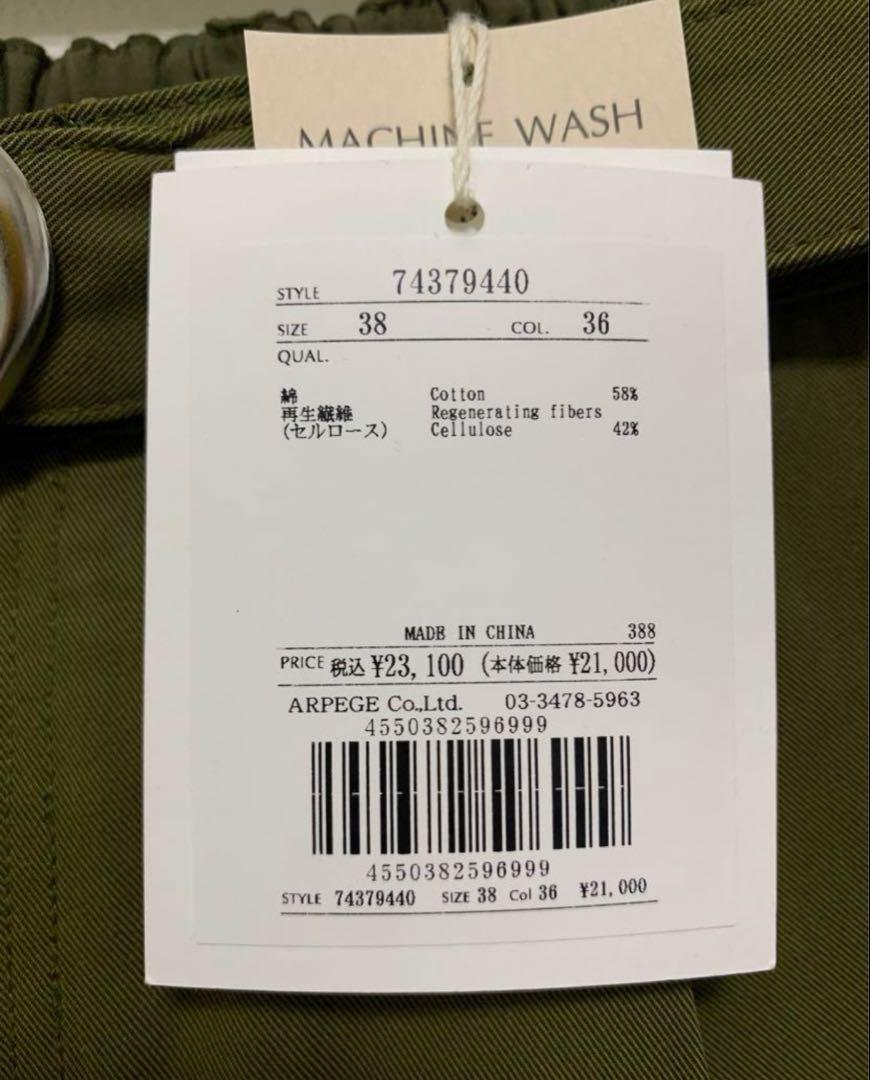 MACHINE WASH
STYLE 74379440
SIZE 38 COL. 36
QUAL.
綿 Cotton 58%
再生繊維 Regenerating fibers
(セルロース) Cellulose 42%
MADE IN CHINA 388
PRICE 税込 ¥23,100 (本体価格 ¥21,000)
ARPEGE Co.,Ltd. 03-3478-5963
4550382596999
4550382596999
STYLE 74379440 SIZE 38 Col 36 ¥21,000